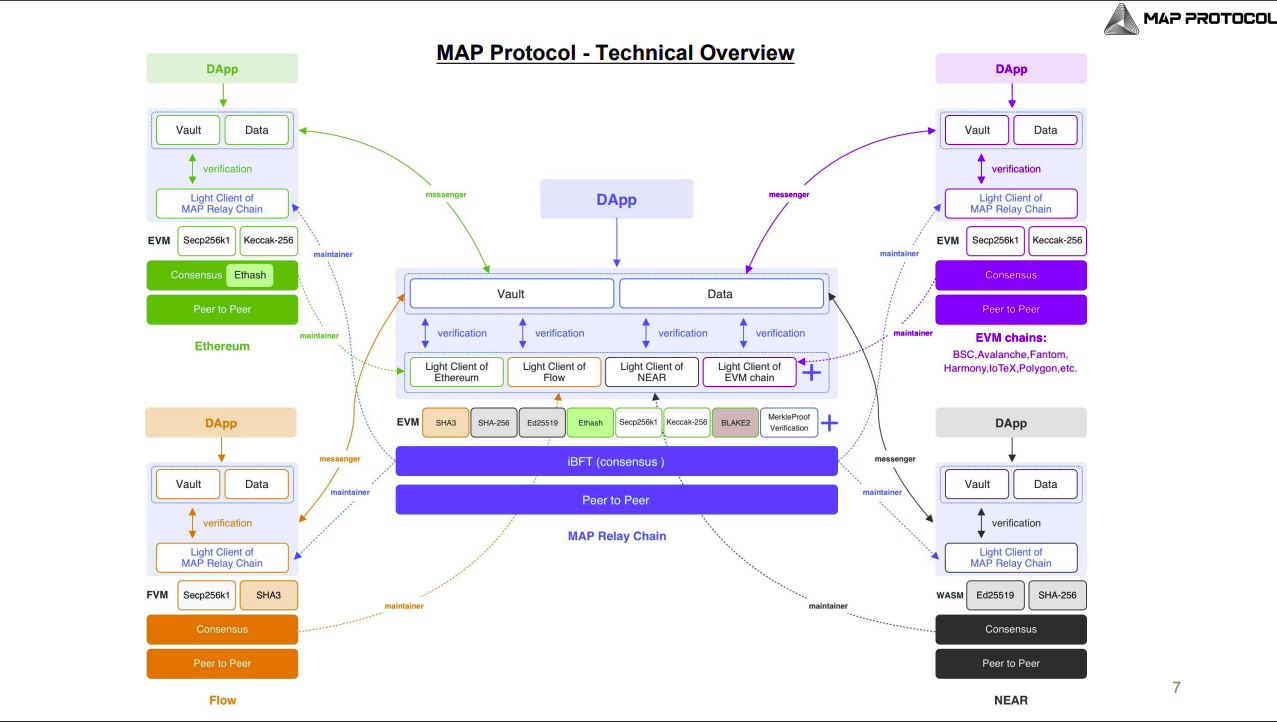 MAP PROTOCOL
MAP Protocol - Technical Overview
DApp
Vault
Data
verification
Light Client of
MAP Relay Chain
EVM
Secp256k1
Keccak-256
Consensus
Ethash
Peer to Peer
Ethereum
DApp
Vault
Data
verification
Light Client of
MAP Relay Chain
EVM
Secp256k1
Keccak-256
Consensus
Peer to Peer
EVM chains:
BSC,Avalanche,Fantom,
Harmony,IoTeX,Polygon,etc.
messenger
messenger
maintainer
maintainer
maintainer
maintainer
DApp
Vault
Data
verification
verification
verification
verification
Light Client of
Ethereum
Light Client of
Flow
Light Client of
NEAR
Light Client of
EVM chain
+
EVM
SHA3
SHA-256
Ed25519
Ethash
Secp256k1
Keccak-256
BLAKE2
MerkleProof
Verification
+
iBFT (consensus )
Peer to Peer
MAP Relay Chain
messenger
messenger
maintainer
maintainer
maintainer
maintainer
DApp
Vault
Data
verification
Light Client of
MAP Relay Chain
FVM
Secp256k1
SHA3
Consensus
Peer to Peer
Flow
DApp
Vault
Data
verification
Light Client of
MAP Relay Chain
WASM
Ed25519
SHA-256
Consensus
Peer to Peer
NEAR
7